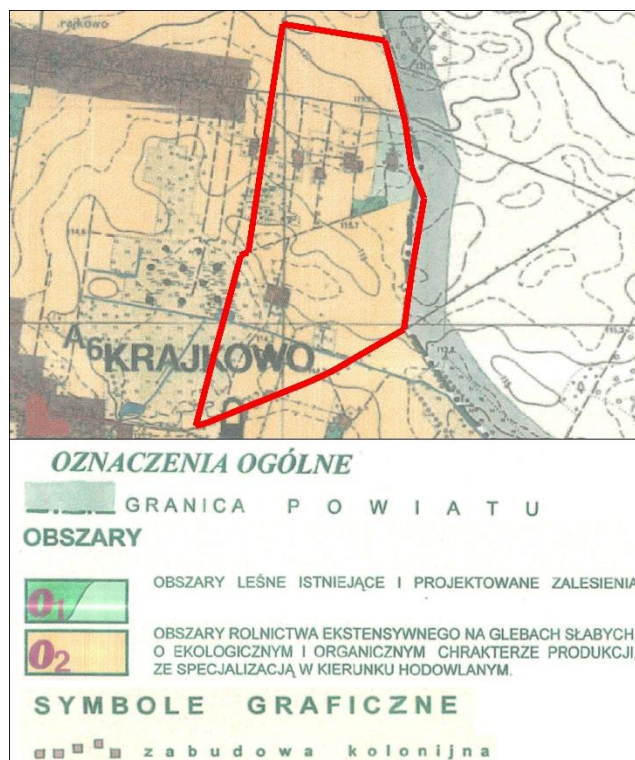 rajkowo
A6KRAJKOWO
OZNACZENIA OGÓLNE
GRANICA POWIATU
OBSZARY
O1 OBSZARY LEŚNE ISTNIEJĄCE I PROJEKTOWANE ZALESIENIA
O2 OBSZARY ROLNICTWA EKSTENSYWNEGO NA GLEBACH SŁABYCH
O EKOLOGICZNYM I ORGANICZNYM CHRAKTERZE PRODUKCJI,
ZE SPECJALIZACJĄ W KIERUNKU HODOWLANYM.
SYMBOLE GRAFICZNE
zabudowa kolonijna